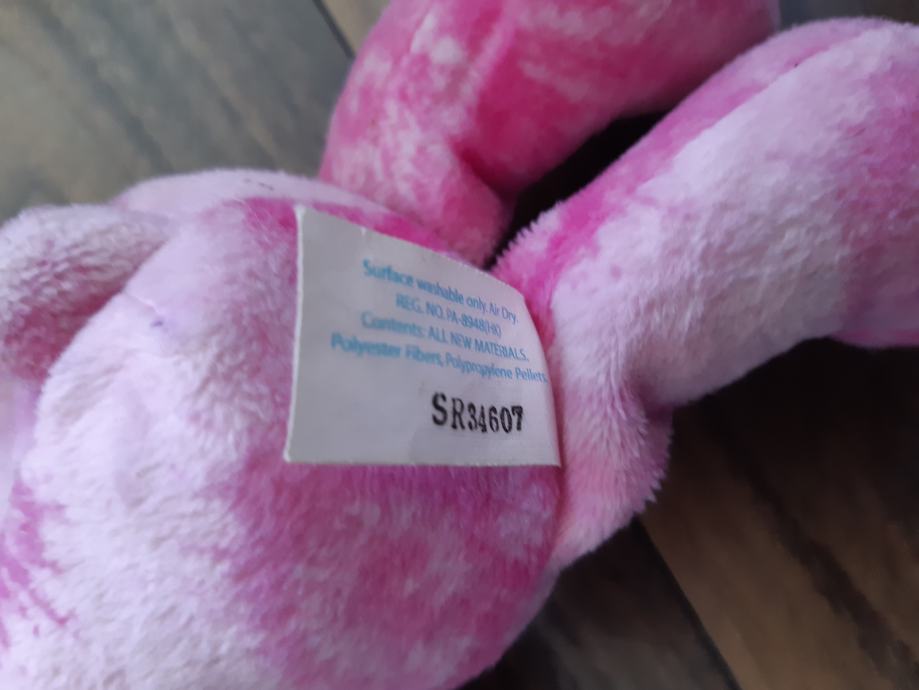 Surface washable only. Air Dry.
REG. NO. PA-8948(HK)
Contents: ALL NEW MATERIALS.
Polyester Fibers, Polypropylene Pellets.
SR34607